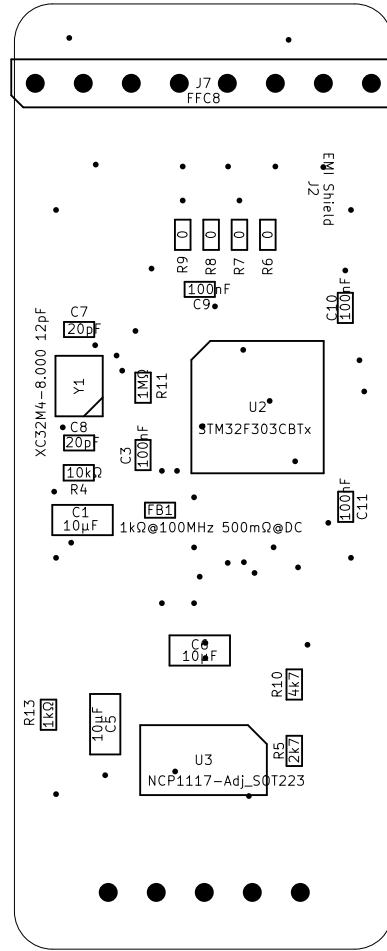 J7
FFC8
EMI Shield
J2
0
0
0
0
R9
R8
R7
R6
100nF
C9
C10
100nF
C7
20pF
XC32M4-8.000 12pF
Y1
1MΩ
R11
U2
STM32F303CBTx
C8
20pF
C3
100nF
10kΩ
R4
C1
10µF
FB1
1kΩ@100MHz 500mΩ@DC
100nF
C11
C6
10µF
R10
4k7
R13
1kΩ
10µF
C5
R5
2k7
U3
NCP1117-Adj_SOT223